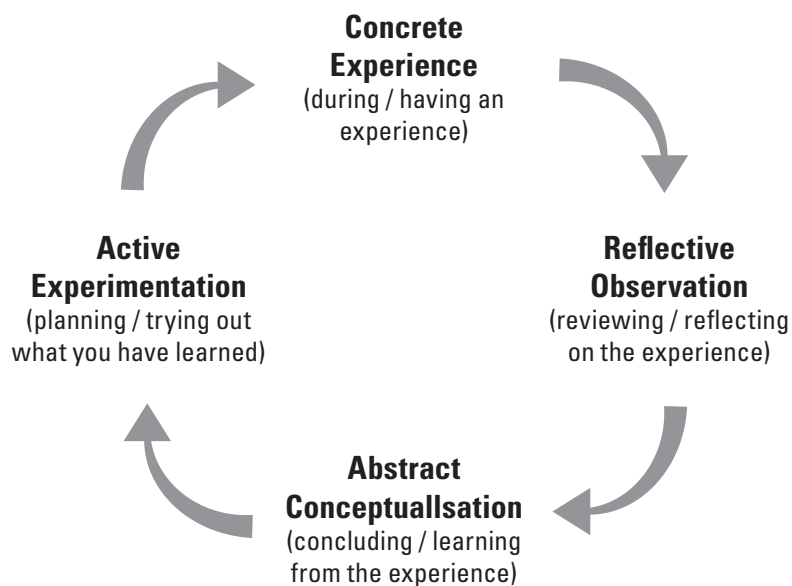 Concrete
Experience
(during / having an
experience)
Reflective
Observation
(reviewing / reflecting
on the experience)
Abstract
Conceptuallsation
(concluding / learning
from the experience)
Active
Experimentation
(planning / trying out
what you have learned)